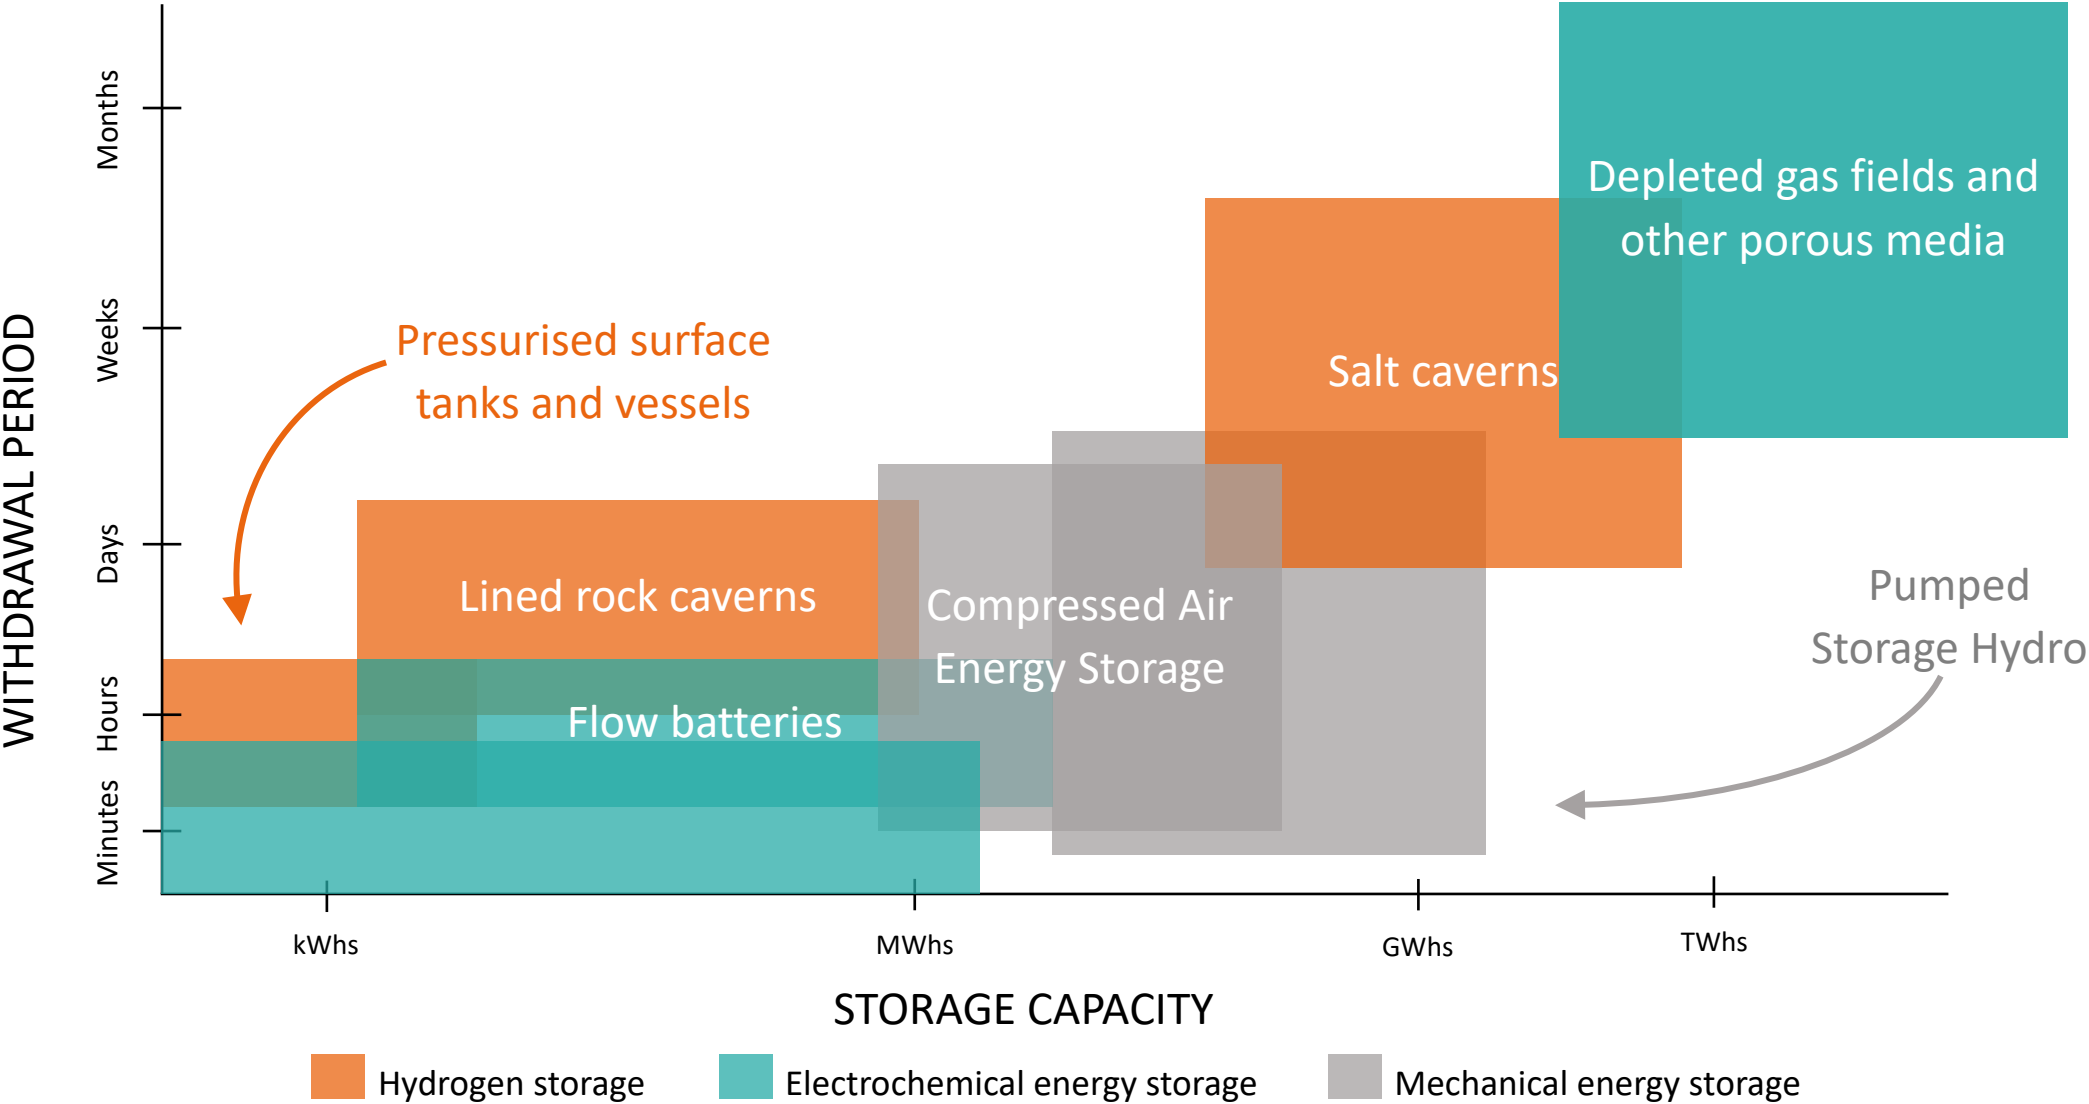 WITHDRAWAL PERIOD
Months
Weeks
Days
Hours
Minutes
Depleted gas fields and
other porous media
Pressurised surface
tanks and vessels
Salt caverns
Lined rock caverns
Compressed Air
Energy Storage
Pumped
Storage Hydro
Flow batteries
kWhs
MWhs
GWhs
TWhs
STORAGE CAPACITY
Hydrogen storage
Electrochemical energy storage
Mechanical energy storage